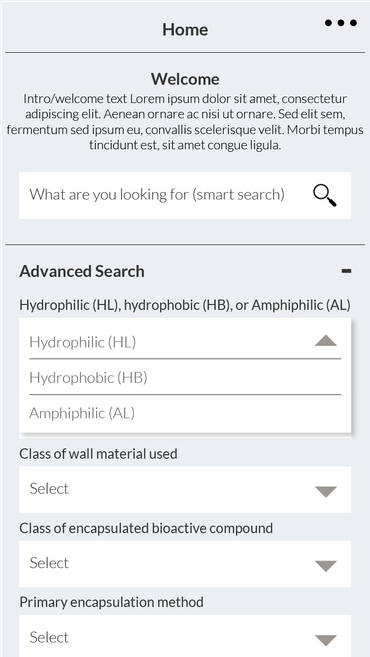 Home
Welcome
Intro/welcome text Lorem ipsum dolor sit amet, consectetur
adipiscing elit. Aenean ornare ac nisi ut ornare. Sed elit sem,
fermentum sed ipsum eu, convallis scelerisque velit. Morbi tempus
tincidunt est, sit amet congue ligula.
What are you looking for (smart search)
Advanced Search
Hydrophilic (HL), hydrophobic (HB), or Amphiphilic (AL)
Hydrophilic (HL)
Hydrophobic (HB)
Amphiphilic (AL)
Class of wall material used
Select
Class of encapsulated bioactive compound
Select
Primary encapsulation method
Select